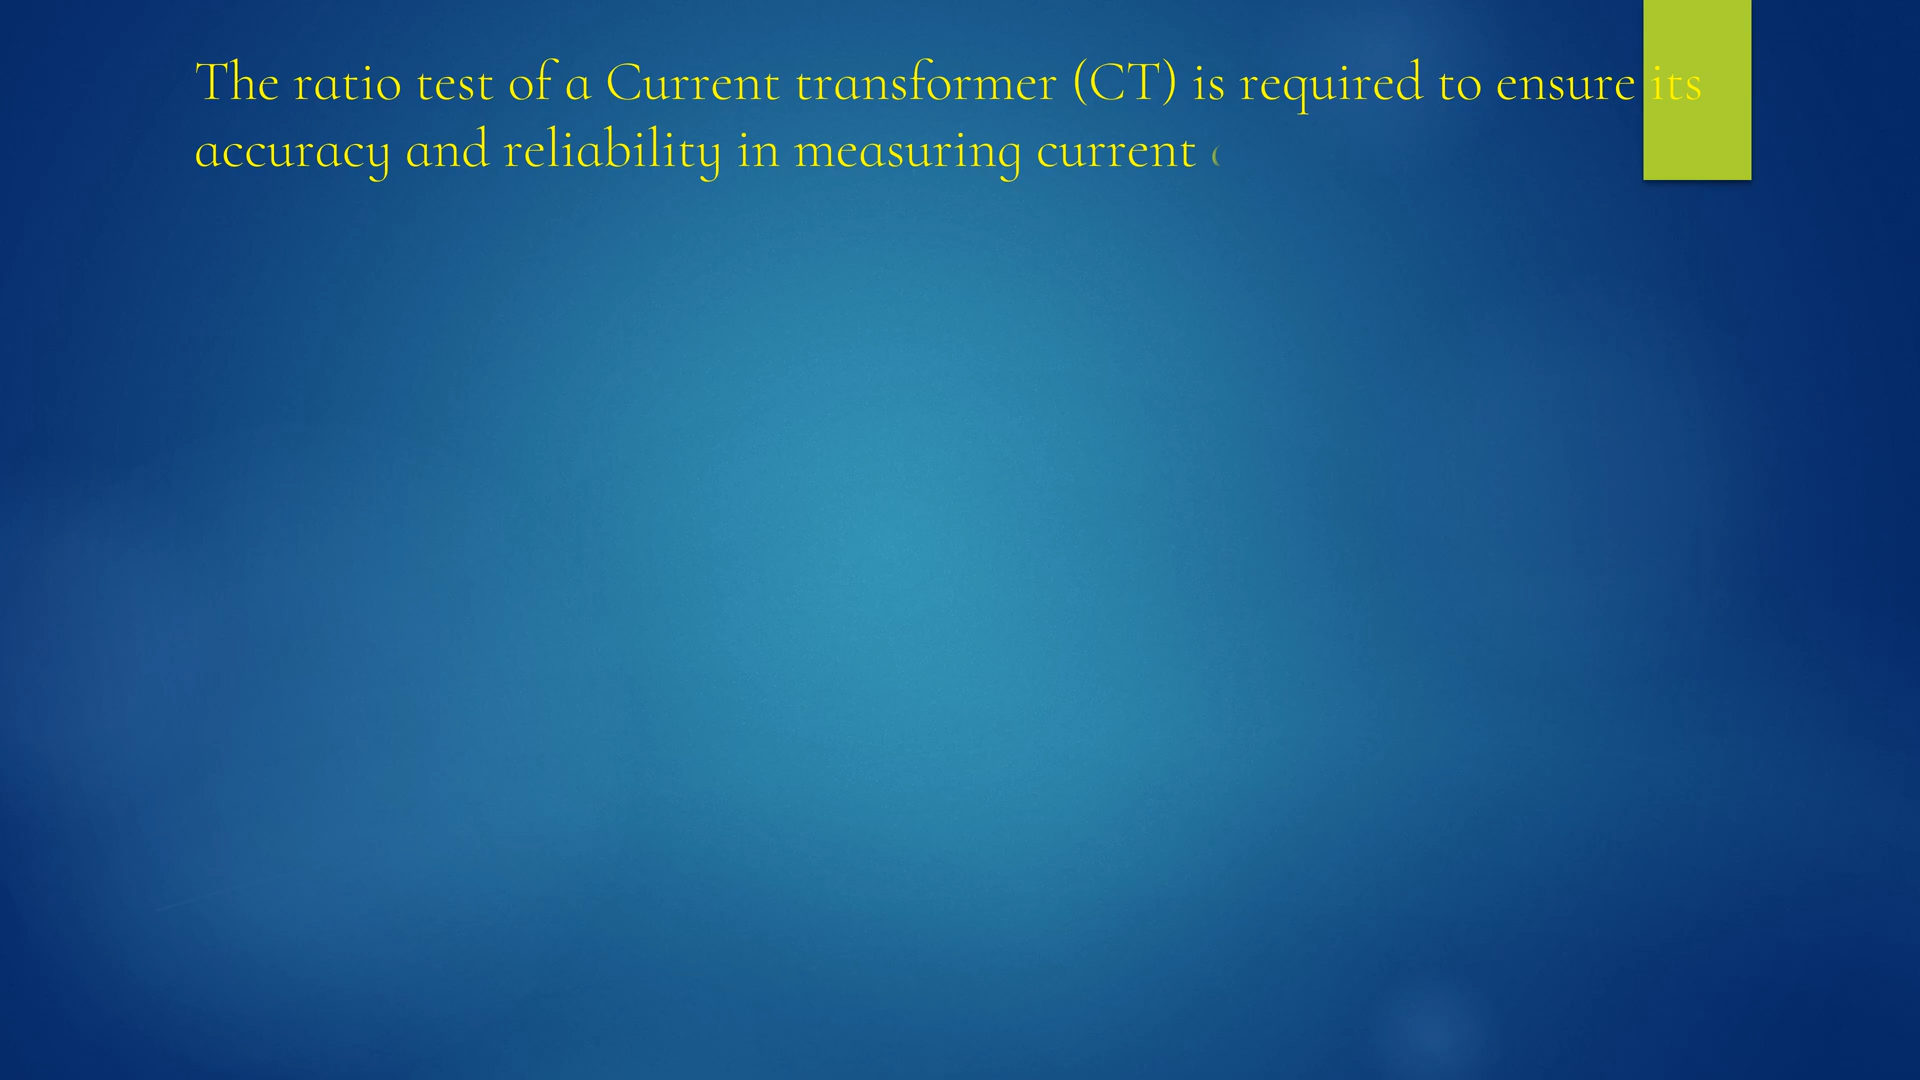 The ratio test of a Current transformer (CT) is required to ensure its
accuracy and reliability in measuring current